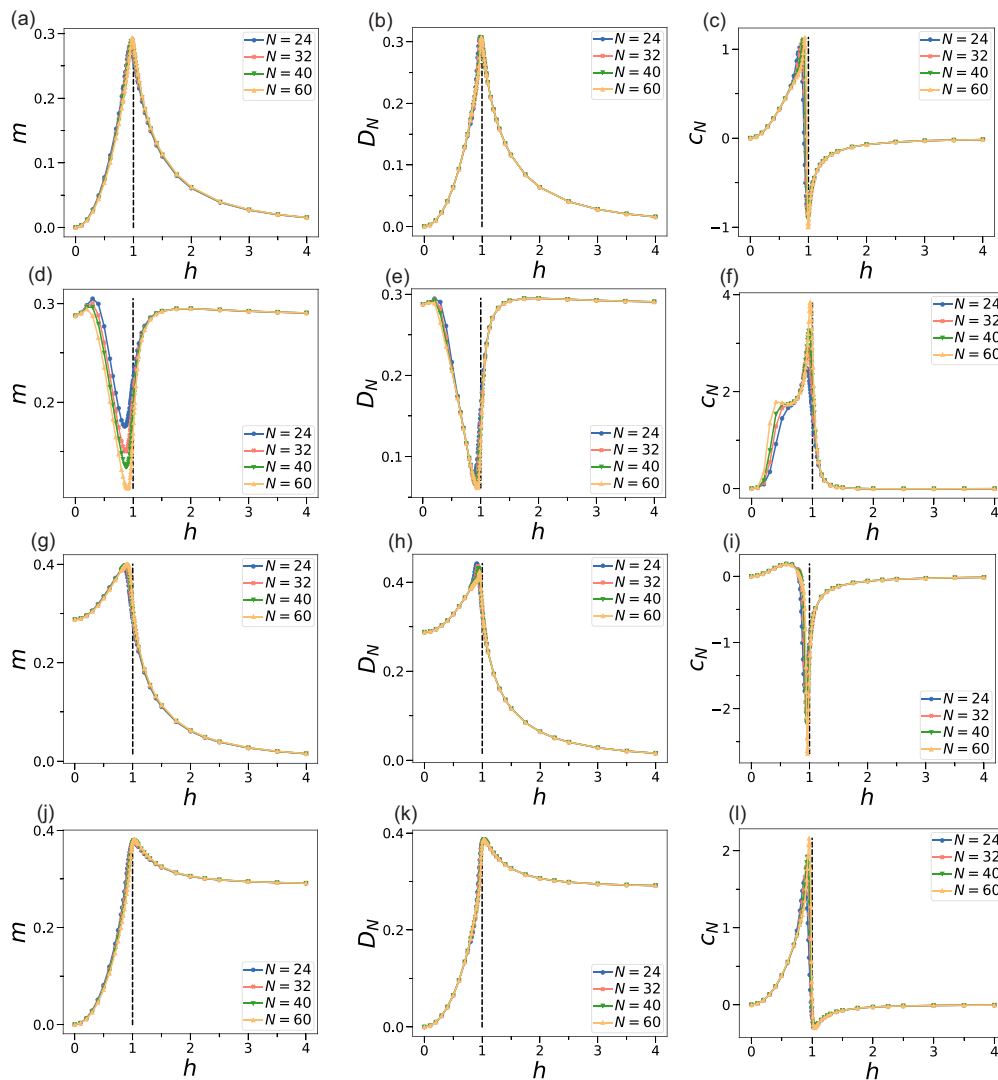 (a)
m
0.3
0.2
0.1
0.0
0 1 2 3 4
h
N = 24
N = 32
N = 40
N = 60
(b)
D_N
0.3
0.2
0.1
0.0
0 1 2 3 4
h
N = 24
N = 32
N = 40
N = 60
(c)
c_N
1
0
−1
0 1 2 3 4
h
N = 24
N = 32
N = 40
N = 60
(d)
m
0.3
0.2
0 1 2 3 4
h
N = 24
N = 32
N = 40
N = 60
(e)
D_N
0.3
0.2
0.1
0 1 2 3 4
h
N = 24
N = 32
N = 40
N = 60
(f)
c_N
4
2
0
0 1 2 3 4
h
N = 24
N = 32
N = 40
N = 60
(g)
m
0.4
0.2
0.0
0 1 2 3 4
h
N = 24
N = 32
N = 40
N = 60
(h)
D_N
0.4
0.2
0.0
0 1 2 3 4
h
N = 24
N = 32
N = 40
N = 60
(i)
c_N
0
−1
−2
0 1 2 3 4
h
N = 24
N = 32
N = 40
N = 60
(j)
m
0.4
0.2
0.0
0 1 2 3 4
h
N = 24
N = 32
N = 40
N = 60
(k)
D_N
0.4
0.2
0.0
0 1 2 3 4
h
N = 24
N = 32
N = 40
N = 60
(l)
c_N
2
1
0
0 1 2 3 4
h
N = 24
N = 32
N = 40
N = 60